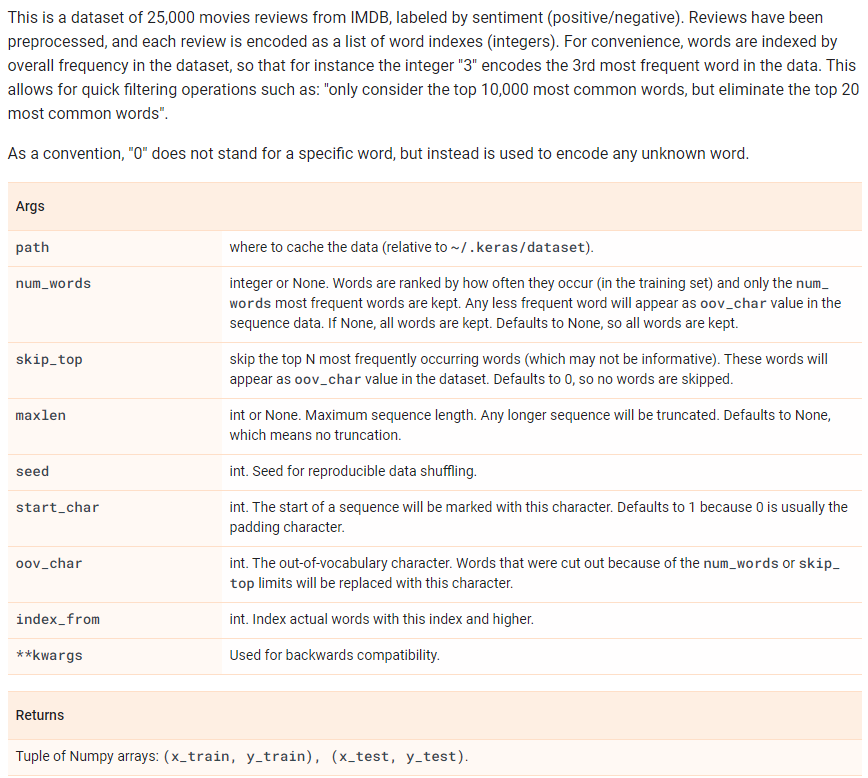 This is a dataset of 25,000 movies reviews from IMDB, labeled by sentiment (positive/negative). Reviews have been
preprocessed, and each review is encoded as a list of word indexes (integers). For convenience, words are indexed by
overall frequency in the dataset, so that for instance the integer "3" encodes the 3rd most frequent word in the data. This
allows for quick filtering operations such as: "only consider the top 10,000 most common words, but eliminate the top 20
most common words".
As a convention, "0" does not stand for a specific word, but instead is used to encode any unknown word.
Args
path where to cache the data (relative to ~/.keras/dataset).
num_words integer or None. Words are ranked by how often they occur (in the training set) and only the num_
words most frequent words are kept. Any less frequent word will appear as oov_char value in the
sequence data. If None, all words are kept. Defaults to None, so all words are kept.
skip_top skip the top N most frequently occurring words (which may not be informative). These words will
appear as oov_char value in the dataset. Defaults to 0, so no words are skipped.
maxlen int or None. Maximum sequence length. Any longer sequence will be truncated. Defaults to None,
which means no truncation.
seed int. Seed for reproducible data shuffling.
start_char int. The start of a sequence will be marked with this character. Defaults to 1 because 0 is usually the
padding character.
oov_char int. The out-of-vocabulary character. Words that were cut out because of the num_words or skip_
top limits will be replaced with this character.
index_from int. Index actual words with this index and higher.
**kwargs Used for backwards compatibility.
Returns
Tuple of Numpy arrays: (x_train, y_train), (x_test, y_test).